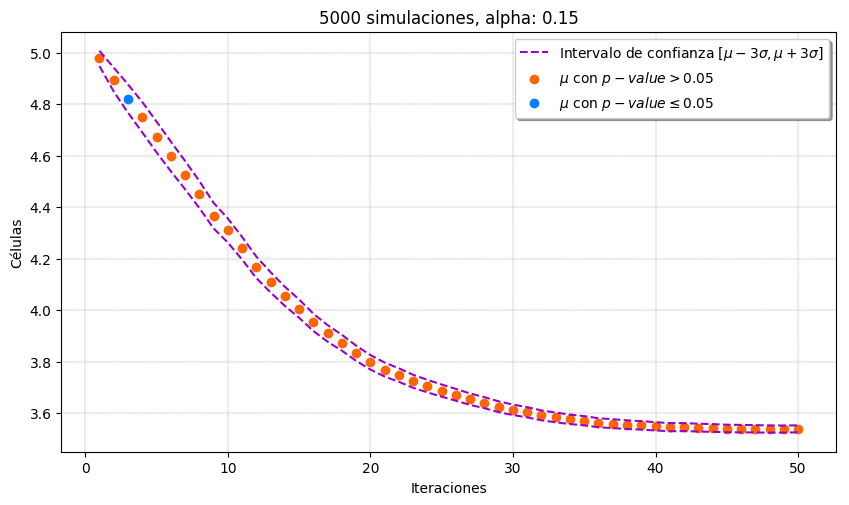 5000 simulaciones, alpha: 0.15
Intervalo de confianza [μ − 3σ, μ + 3σ]
μ con p − value > 0.05
μ con p − value ≤ 0.05
Células
5.0
4.8
4.6
4.4
4.2
4.0
3.8
3.6
0 10 20 30 40 50
Iteraciones